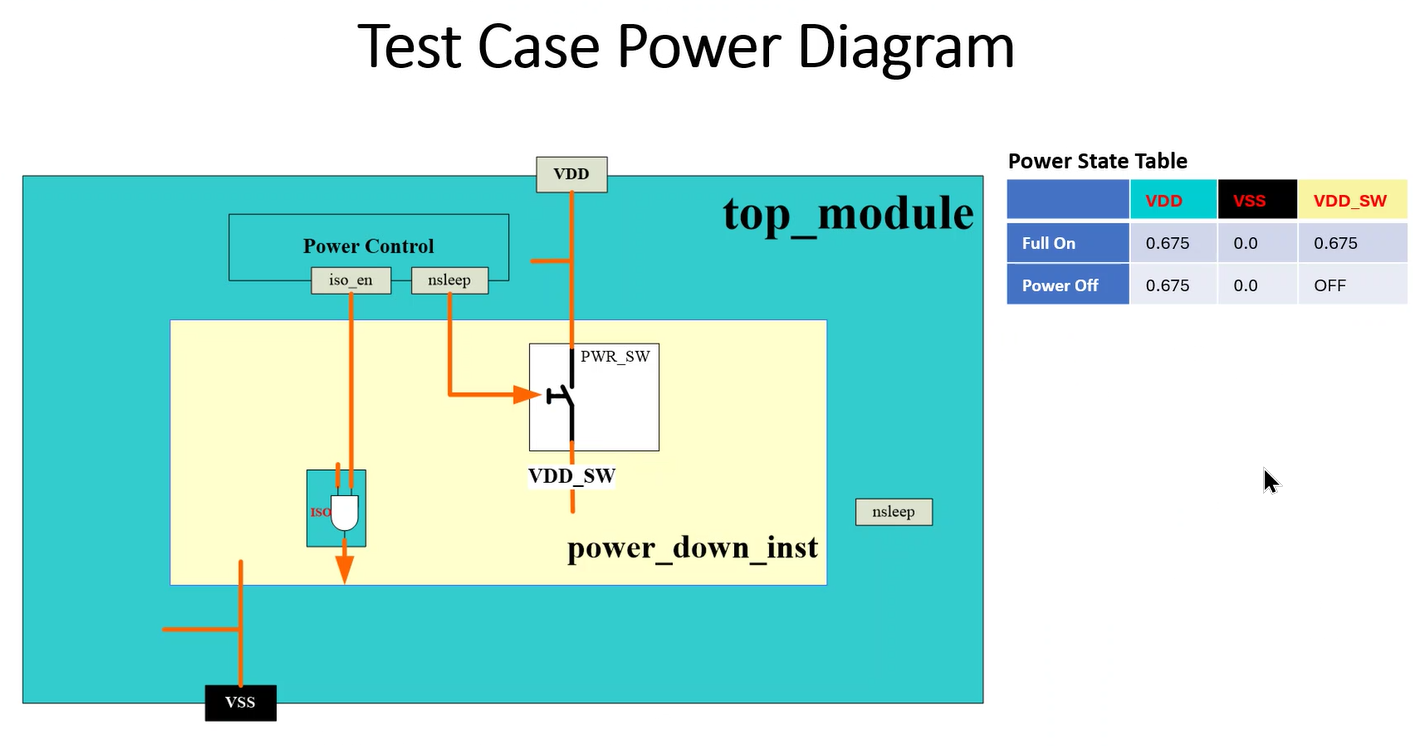 Test Case Power Diagram
VDD
top_module
Power Control
iso_en
nsleep
PWR_SW
VDD_SW
ISO
nsleep
power_down_inst
VSS
Power State Table
VDD VSS VDD_SW
Full On 0.675 0.0 0.675
Power Off 0.675 0.0 OFF